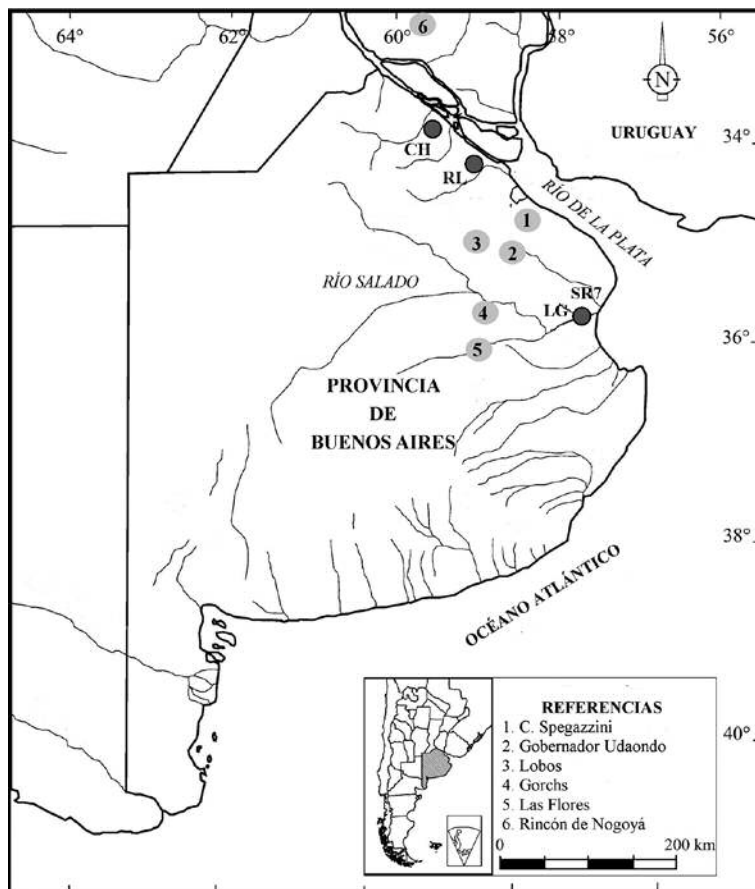 64°
62°
60°
58°
56°
6
N
URUGUAY
34°
CH
RL
RÍO DE LA PLATA
1
3
2
RÍO SALADO
SR7
LG
4
5
36°
PROVINCIA
DE
BUENOS AIRES
38°
OCÉANO ATLÁNTICO
40°
REFERENCIAS
1. C. Spegazzini
2 Gobernador Udaondo
3 Lobos
4 Gorchs
5 Las Flores
6 Rincón de Nogoyá
0
200 km